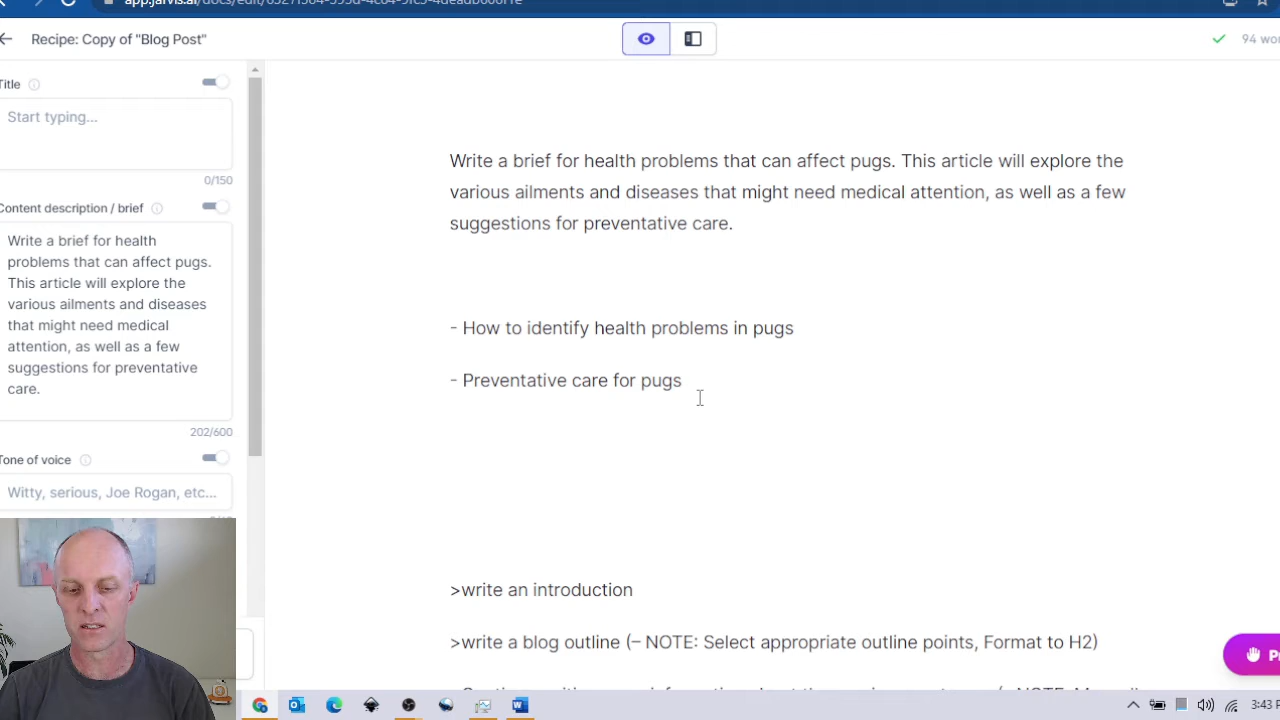 Recipe: Copy of "Blog Post"
94
Title
Start typing...
0/150
Content description / brief
Write a brief for health
problems that can affect pugs.
This article will explore the
various ailments and diseases
that might need medical
attention, as well as a few
suggestions for preventative
care.
202/600
Tone of voice
Witty, serious, Joe Rogan, etc...
Write a brief for health problems that can affect pugs. This article will explore the
various ailments and diseases that might need medical attention, as well as a few
suggestions for preventative care.
- How to identify health problems in pugs
- Preventative care for pugs
>write an introduction
>write a blog outline (– NOTE: Select appropriate outline points, Format to H2)
3:43